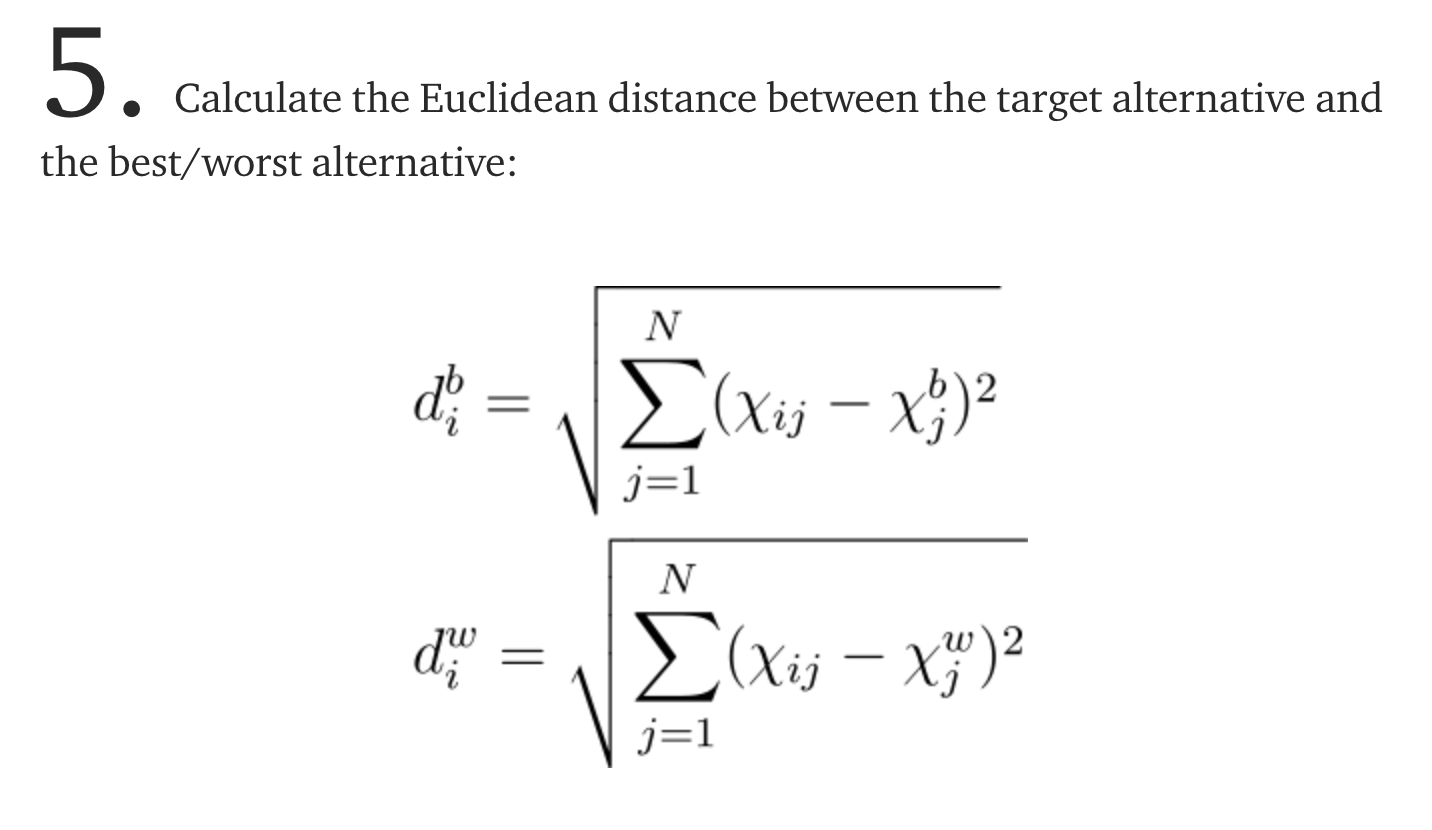 5. Calculate the Euclidean distance between the target alternative and
the best/worst alternative:
d_i^b = \sqrt{\sum_{j=1}^{N} (\chi_{ij} - \chi_j^b)^2}
d_i^w = \sqrt{\sum_{j=1}^{N} (\chi_{ij} - \chi_j^w)^2}